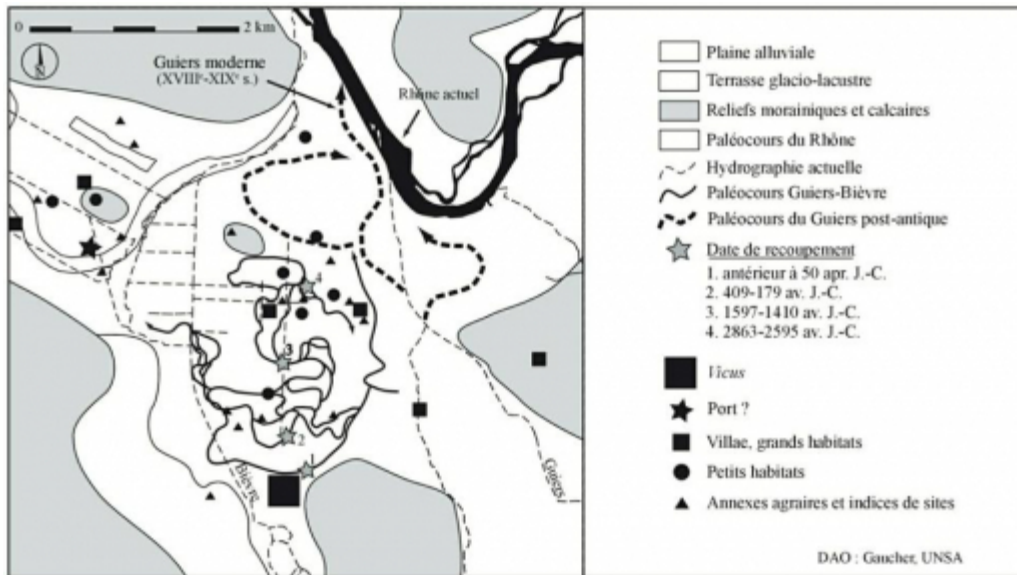 0 2 km
N
Guiers moderne
(XVIIIe-XIXe s.)
Rhône actuel
4
3
2
1
Bièvre
Guiers
Plaine alluviale
Terrasse glacio-lacustre
Reliefs morainiques et calcaires
Paléocours du Rhône
Hydrographie actuelle
Paléocours Guiers-Bièvre
Paléocours du Guiers post-antique
Date de recoupement
1. antérieur à 50 apr. J.-C.
2. 409-179 av. J.-C.
3. 1597-1410 av. J.-C.
4. 2863-2595 av. J.-C.
Vicus
Port ?
Villae, grands habitats
Petits habitats
Annexes agraires et indices de sites
DAO : Gaucher, UNSA